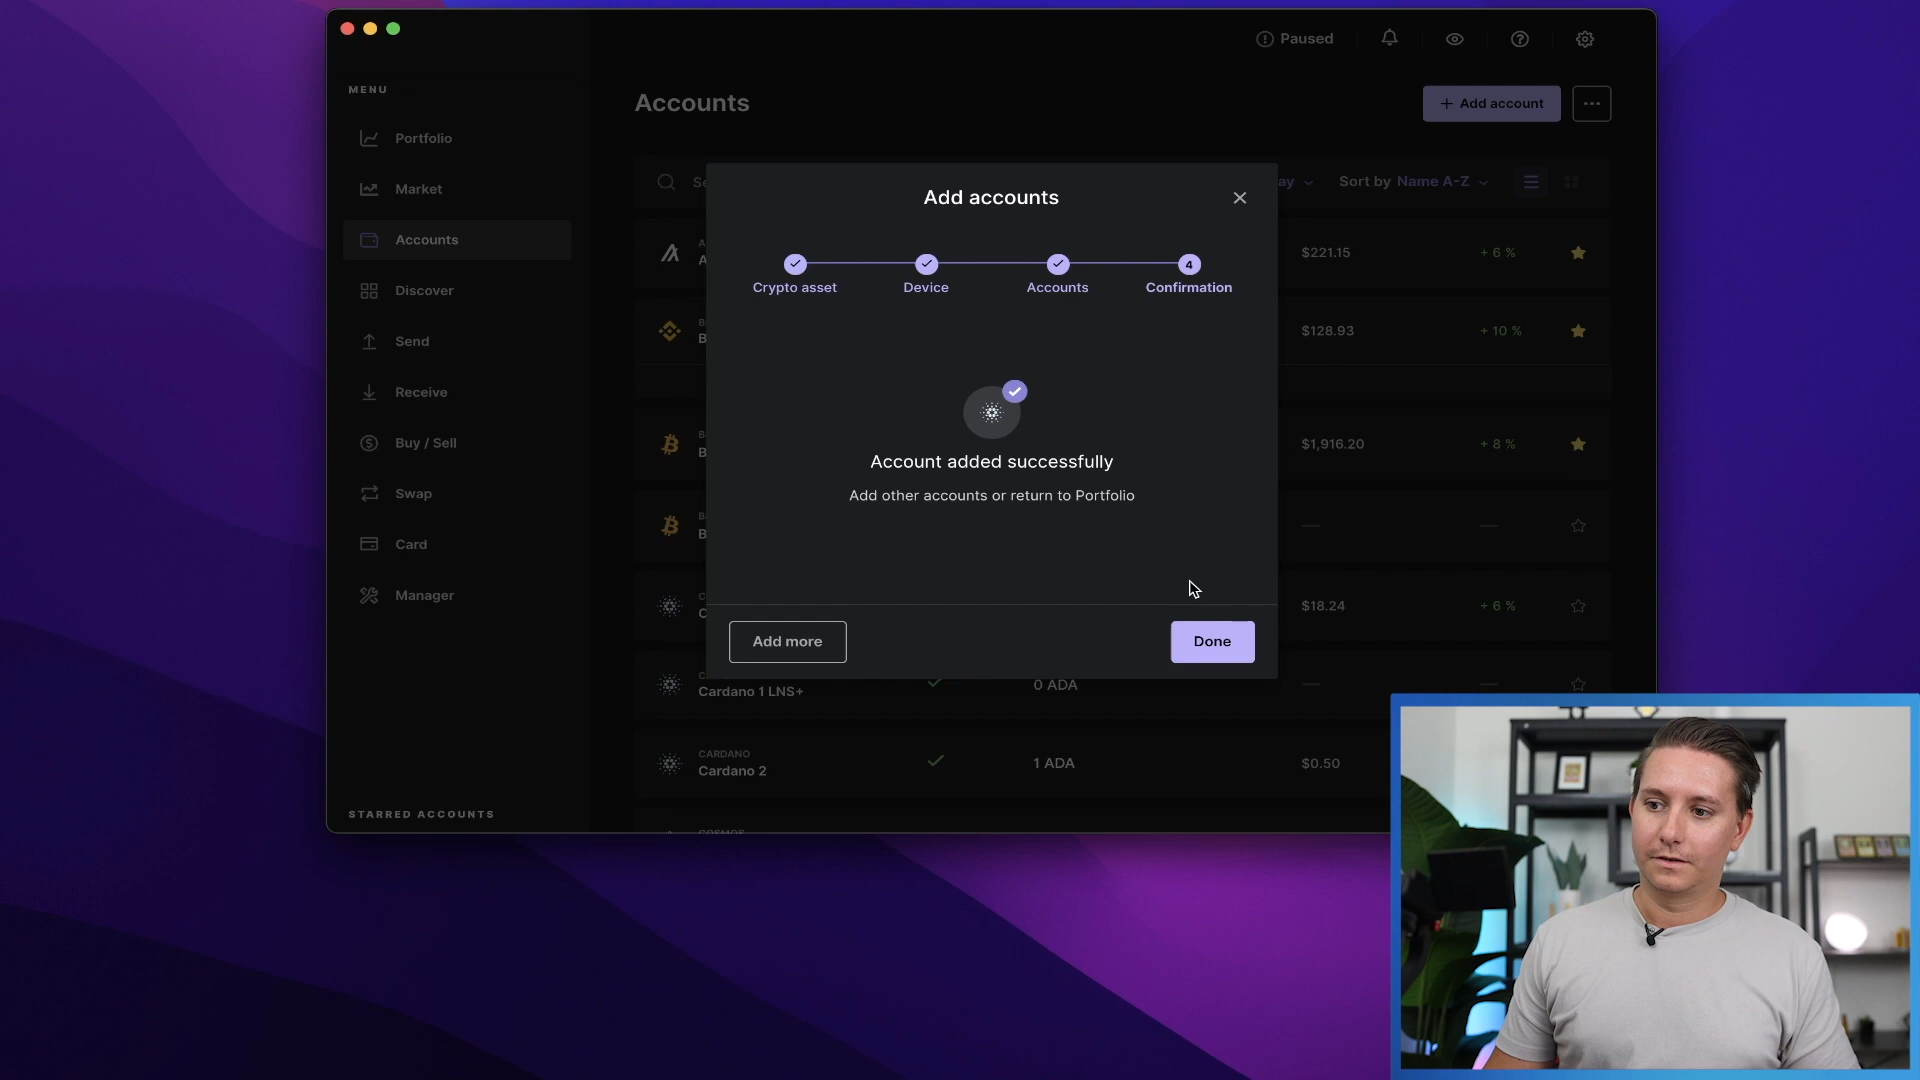 Paused
MENU
Accounts
+ Add account
Portfolio
Market
Accounts
Discover
Send
Receive
Buy / Sell
Swap
Card
Manager
STARRED ACCOUNTS
Sort by Name A-Z
Add accounts
4
Crypto asset
Device
Accounts
Confirmation
Account added successfully
Add other accounts or return to Portfolio
Add more
Done
$221.15
+ 6 %
$128.93
+ 10 %
$1,916.20
+ 8 %
$18.24
+ 6 %
Cardano 1 LNS+
0 ADA
CARDANO
Cardano 2
1 ADA
$0.50